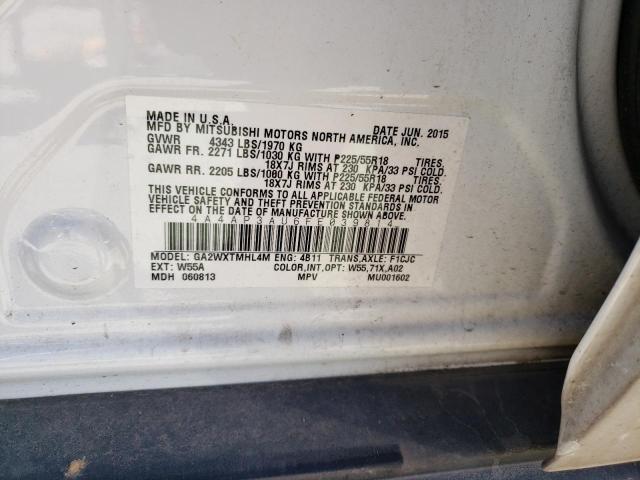 MADE IN U.S.A. DATE JUN. 2015
MFD BY MITSUBISHI MOTORS NORTH AMERICA, INC.
GVWR 4343 LBS/1970 KG
GAWR FR. 2271 LBS/1030 KG WITH P225/55R18 TIRES.
18X7J RIMS AT 230 KPA/33 PSI COLD.
GAWR RR. 2205 LBS/1000 KG WITH P225/55R18 TIRES.
18X7J RIMS AT 230 KPA/33 PSI COLD.
THIS VEHICLE CONFORMS TO ALL APPLICABLE FEDERAL MOTOR
VEHICLE SAFETY AND THEFT PREVENTION STANDARDS IN
EFFECT ON THE DATE OF MANUFACTURE SHOWN ABOVE.
4A4AP3AU6FE039814
MODEL: GA2WXTMHL4M ENG: 4B11 TRANS,AXLE: F1CJC
EXT: W55A COLOR,INT,OPT: W55,71X,A02
MDH 060813 MPV MU001602